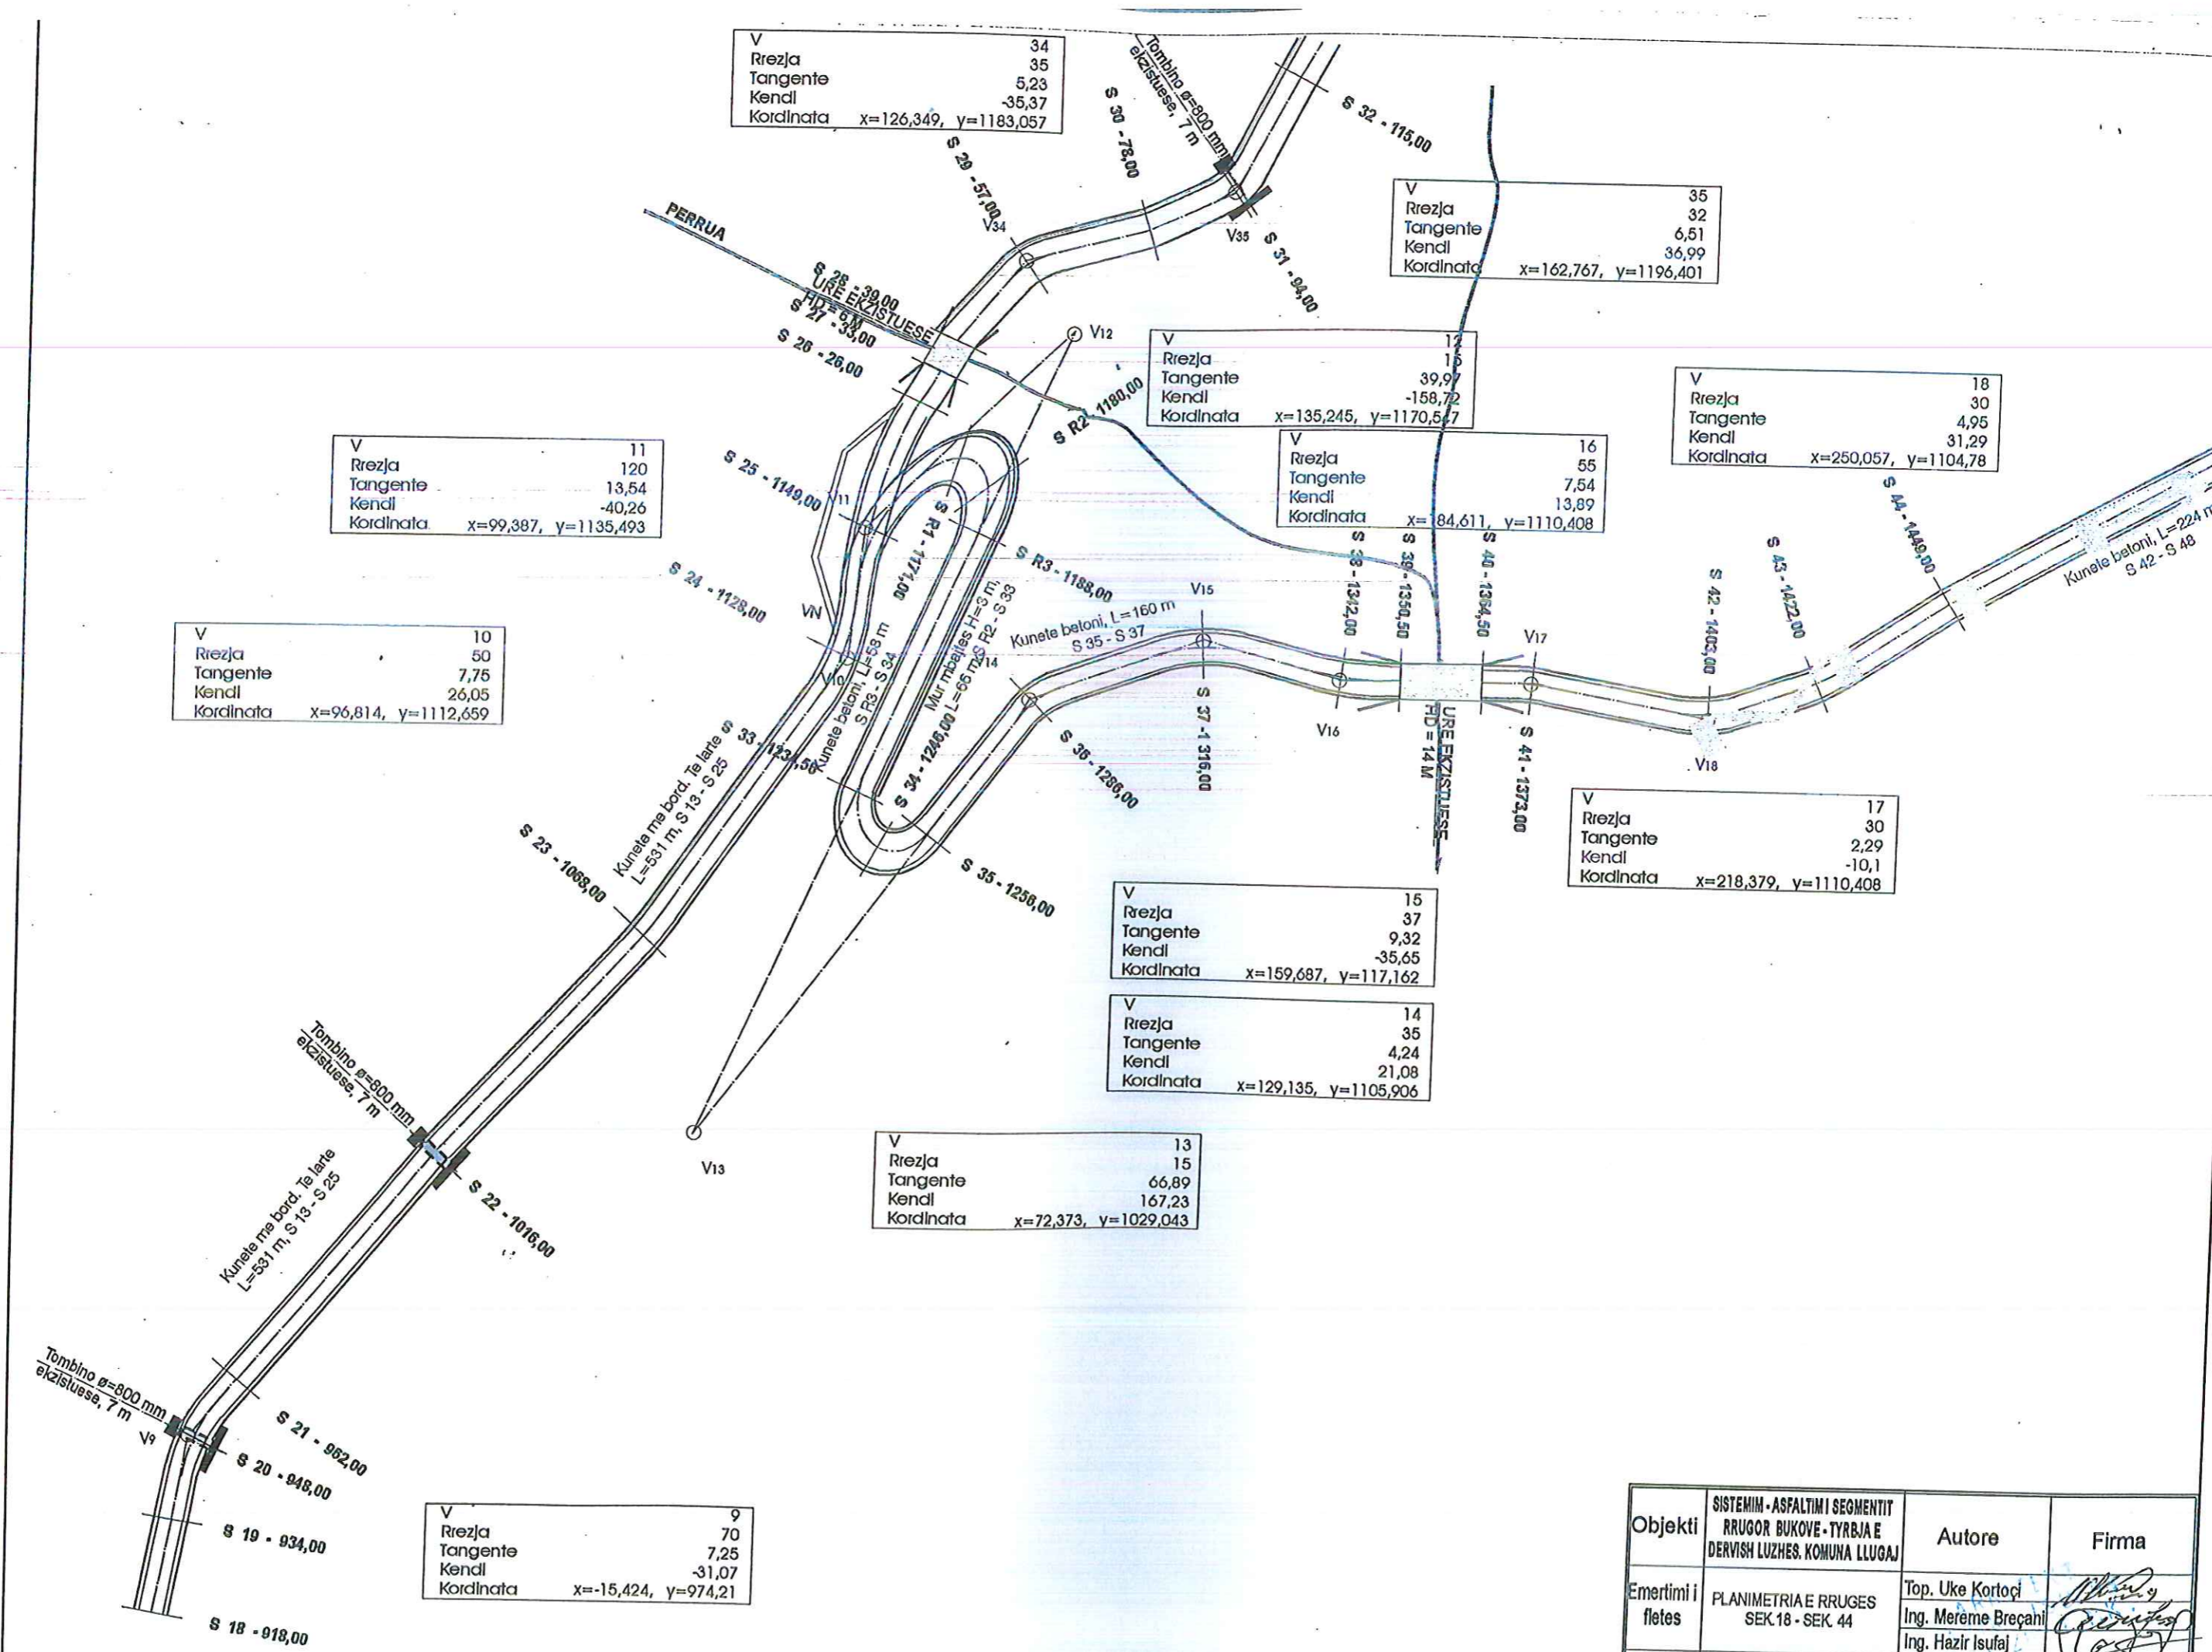 V 34
Rrezja 35
Tangente 5,23
Kendi -35,37
Kordinata x=126,349, y=1183,057
Tombino ø=800 mm
ekzistuese, 7 m
S 32 - 115,00
S 30 - 78,00
S 29 - 57,00
V34
V35
S 31 - 94,00
V 35
Rrezja 32
Tangente 6,51
Kendi 36,99
Kordinata x=162,767, y=1196,401
PERRUA
S 28 - 39,00
URE EKZISTUESE
HD = 6 M
S 27 - 33,00
S 26 - 26,00
V12
V 12
Rrezja 15
Tangente 39,97
Kendi -158,72
Kordinata x=135,245, y=1170,547
S R2 - 1180,00
V 18
Rrezja 30
Tangente 4,95
Kendi 31,29
Kordinata x=250,057, y=1104,78
V 11
Rrezja 120
Tangente 13,54
Kendi -40,26
Kordinata x=99,387, y=1135,493
V 16
Rrezja 55
Tangente 7,54
Kendi 13,89
Kordinata x=184,611, y=1110,408
S 25 - 1149,00
V11
S R1 - 1171,00
S R3 - 1188,00
S 24 - 1128,00
VN
V10
V 10
Rrezja 50
Tangente 7,75
Kendi 26,05
Kordinata x=96,814, y=1112,659
Kunete betoni, L=58 m
S R3 - S 34
Mur mbajtes H=3 m,
L=66 m, S R2 - S 33
V14
Kunete betoni, L=160 m
S 35 - S 37
V15
S 38 - 1342,00
S 39 - 1350,50
S 40 - 1364,50
V17
S 42 - 1403,00
S 43 - 1422,00
S 44 - 1449,00
Kunete betoni, L=224 m
S 42 - S 48
S 33 - 1234,50
S 34 - 1246,00
S 36 - 1286,00
S 37 - 1316,00
V16
URE EKZISTUESE
HD = 14 M
S 41 - 1373,00
V18
Kunete me bord. Te larte
L=531 m, S 13 - S 25
S 23 - 1068,00
S 35 - 1256,00
V 17
Rrezja 30
Tangente 2,29
Kendi -10,1
Kordinata x=218,379, y=1110,408
V 15
Rrezja 37
Tangente 9,32
Kendi -35,65
Kordinata x=159,687, y=117,162
V 14
Rrezja 35
Tangente 4,24
Kendi 21,08
Kordinata x=129,135, y=1105,906
Tombino ø=800 mm
ekzistuese, 7 m
V13
V 13
Rrezja 15
Tangente 66,89
Kendi 167,23
Kordinata x=72,373, y=1029,043
Kunete me bord. Te larte
L=531 m, S 13 - S 25
S 22 - 1016,00
Tombino ø=800 mm
ekzistuese, 7 m
V9
S 21 - 962,00
S 20 - 948,00
S 19 - 934,00
S 18 - 918,00
V 9
Rrezja 70
Tangente 7,25
Kendi -31,07
Kordinata x=-15,424, y=974,21
Objekti
SISTEMIM - ASFALTIM I SEGMENTIT
RRUGOR BUKOVE - TYRBJA E
DERVISH LUZHES. KOMUNA LLUGAJ
Autore
Firma
Emertimi i
fletes
PLANIMETRIA E RRUGES
SEK.18 - SEK. 44
Top. Uke Kortoçi
Ing. Mereme Breçani
Ing. Hazir Isufaj